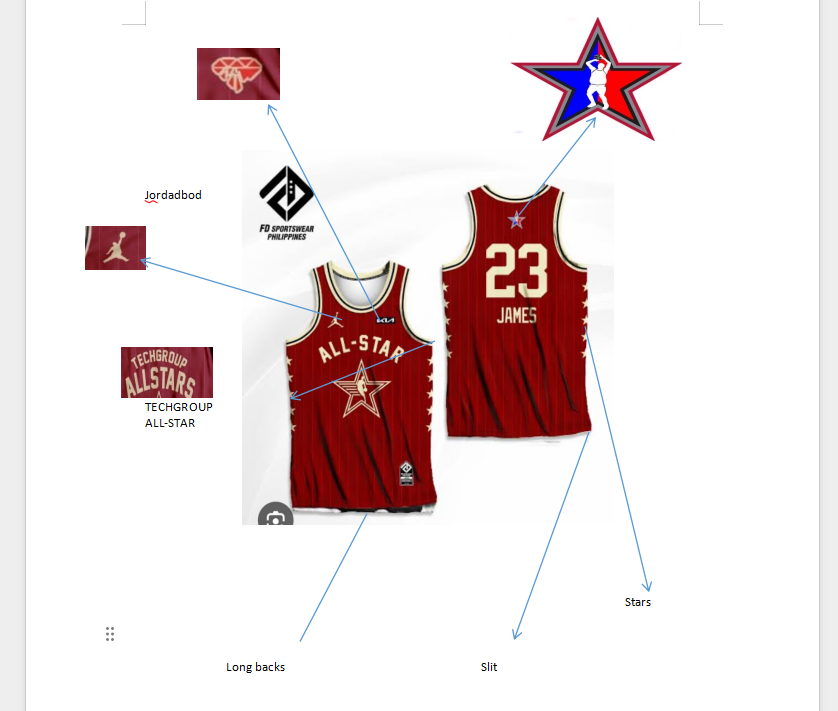 Jordadbod
FD SPORTSWEAR
PHILIPPINES
23
JAMES
KIA
ALL-STAR
TECHGROUP
ALLSTARS
TECHGROUP
ALL-STAR
Stars
Long backs
Slit